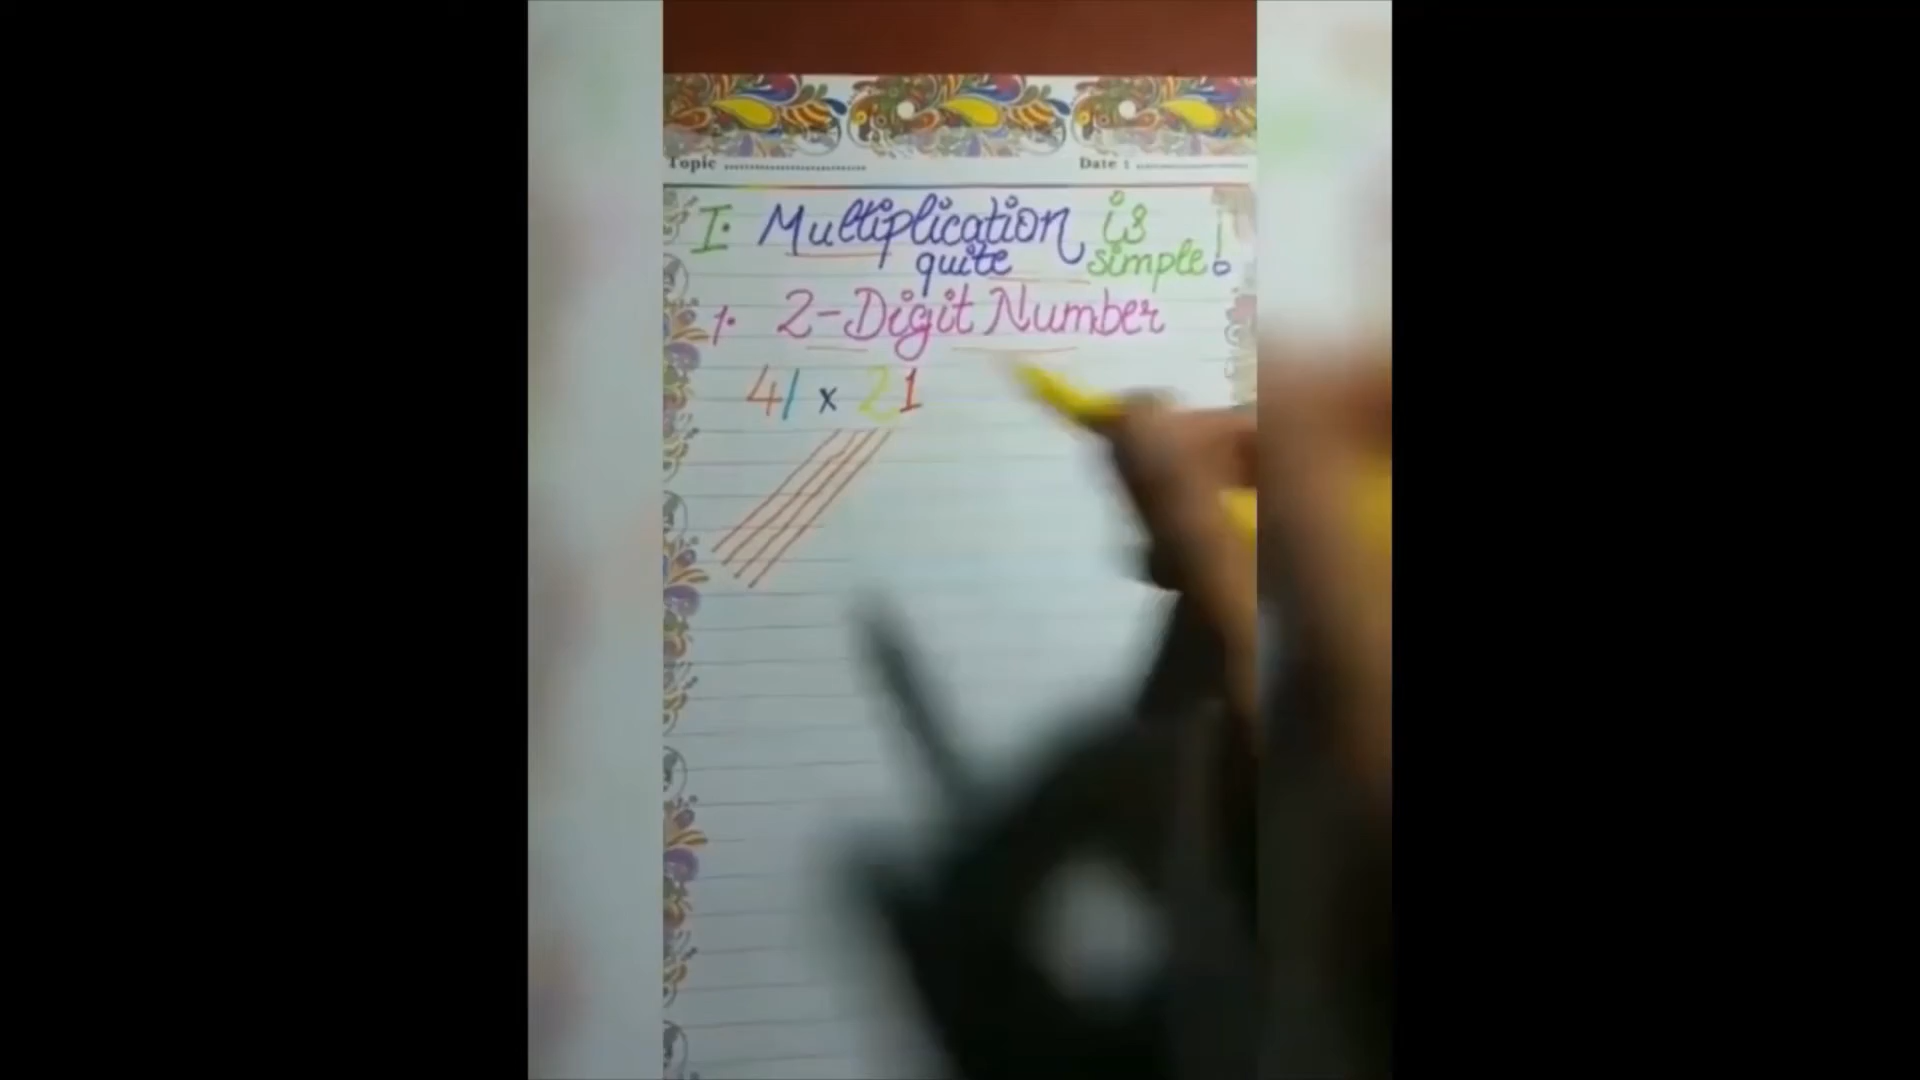 Topic ............................ Date : ......................
I. Multiplication is
quite simple!
1. 2-Digit Number
41 x 21